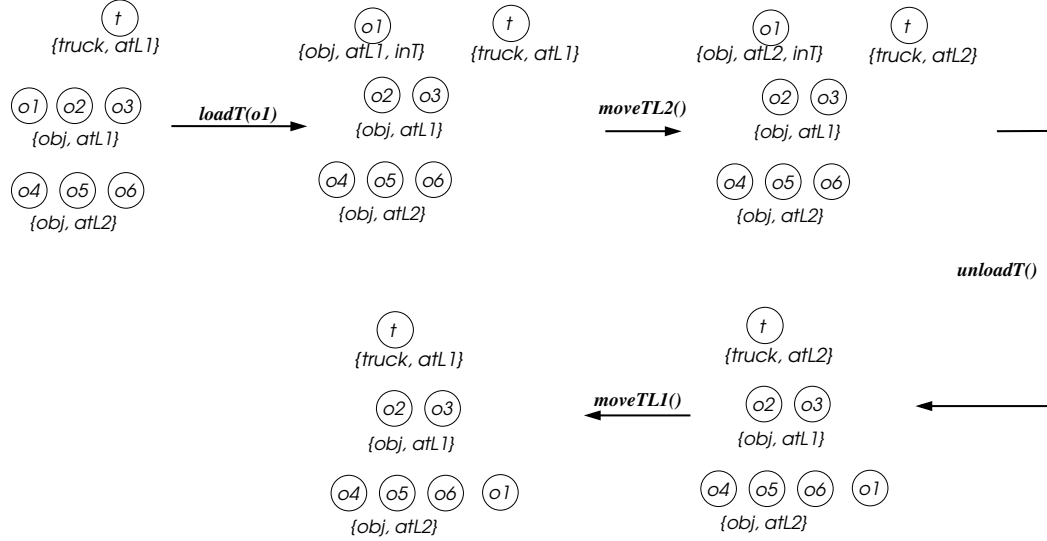 t
{truck, atL1}
o1 o2 o3
{obj, atL1}
o4 o5 o6
{obj, atL2}
loadT(o1)
o1
{obj, atL1, inT}
t
{truck, atL1}
o2 o3
{obj, atL1}
o4 o5 o6
{obj, atL2}
moveTL2()
o1
{obj, atL2, inT}
t
{truck, atL2}
o2 o3
{obj, atL1}
o4 o5 o6
{obj, atL2}
unloadT()
t
{truck, atL2}
o2 o3
{obj, atL1}
o4 o5 o6 o1
{obj, atL2}
moveTL1()
t
{truck, atL1}
o2 o3
{obj, atL1}
o4 o5 o6 o1
{obj, atL2}